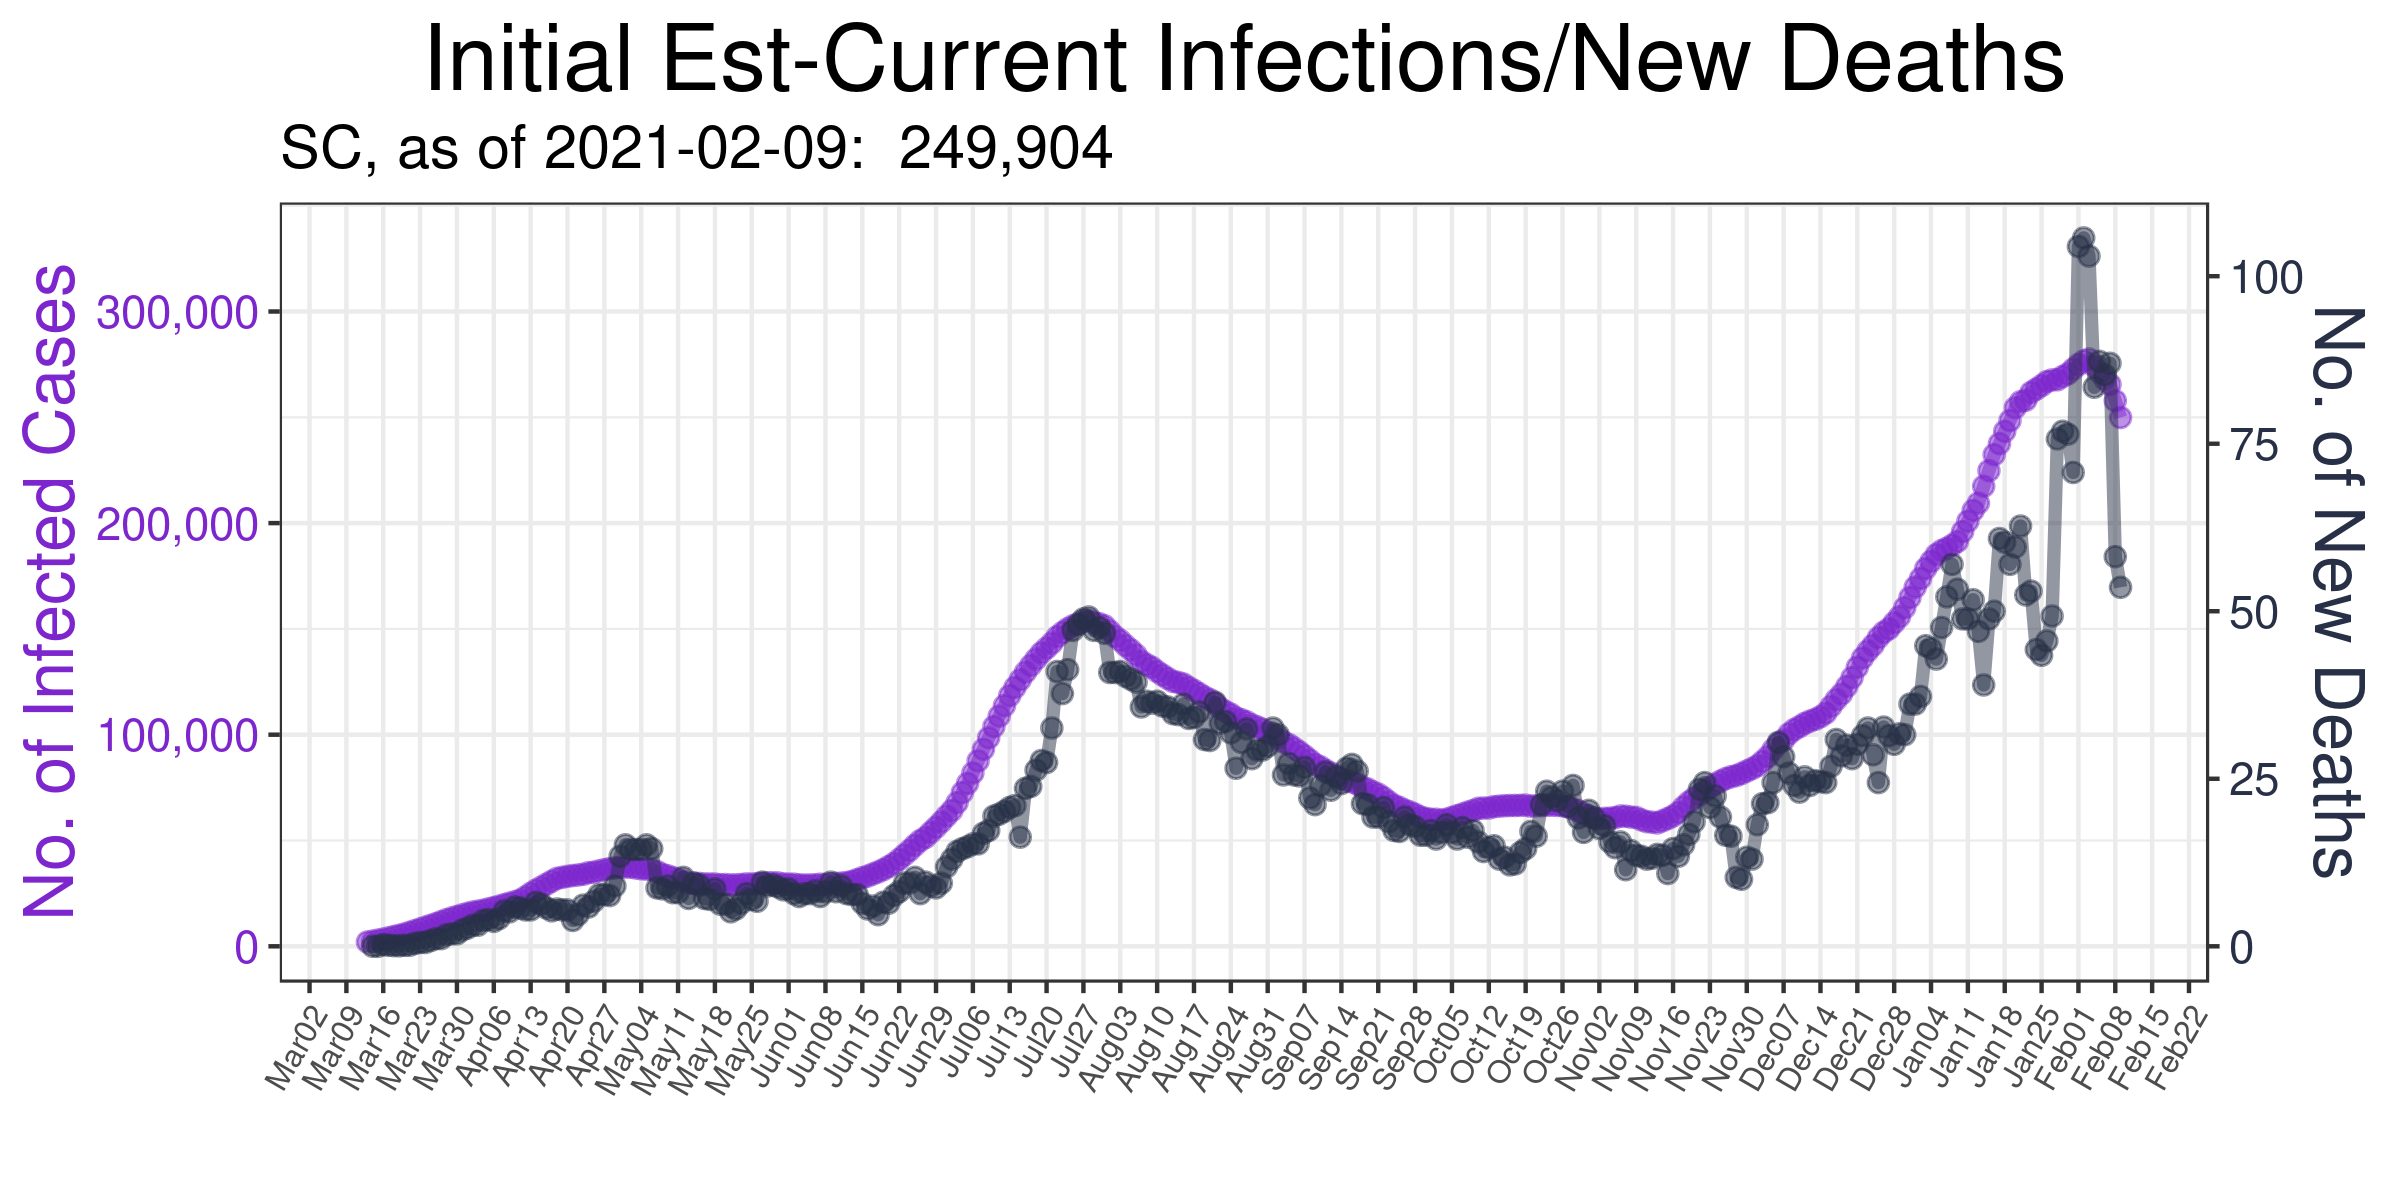 Initial Est-Current Infections/New Deaths
SC, as of 2021-02-09:  249,904
No. of Infected Cases
300,000
200,000
100,000
0
100
75
50
25
0
No. of New Deaths
Mar02
Mar09
Mar16
Mar23
Mar30
Apr06
Apr13
Apr20
Apr27
May04
May11
May18
May25
Jun01
Jun08
Jun15
Jun22
Jun29
Jul06
Jul13
Jul20
Jul27
Aug03
Aug10
Aug17
Aug24
Aug31
Sep07
Sep14
Sep21
Sep28
Oct05
Oct12
Oct19
Oct26
Nov02
Nov09
Nov16
Nov23
Nov30
Dec07
Dec14
Dec21
Dec28
Jan04
Jan11
Jan18
Jan25
Feb01
Feb08
Feb15
Feb22